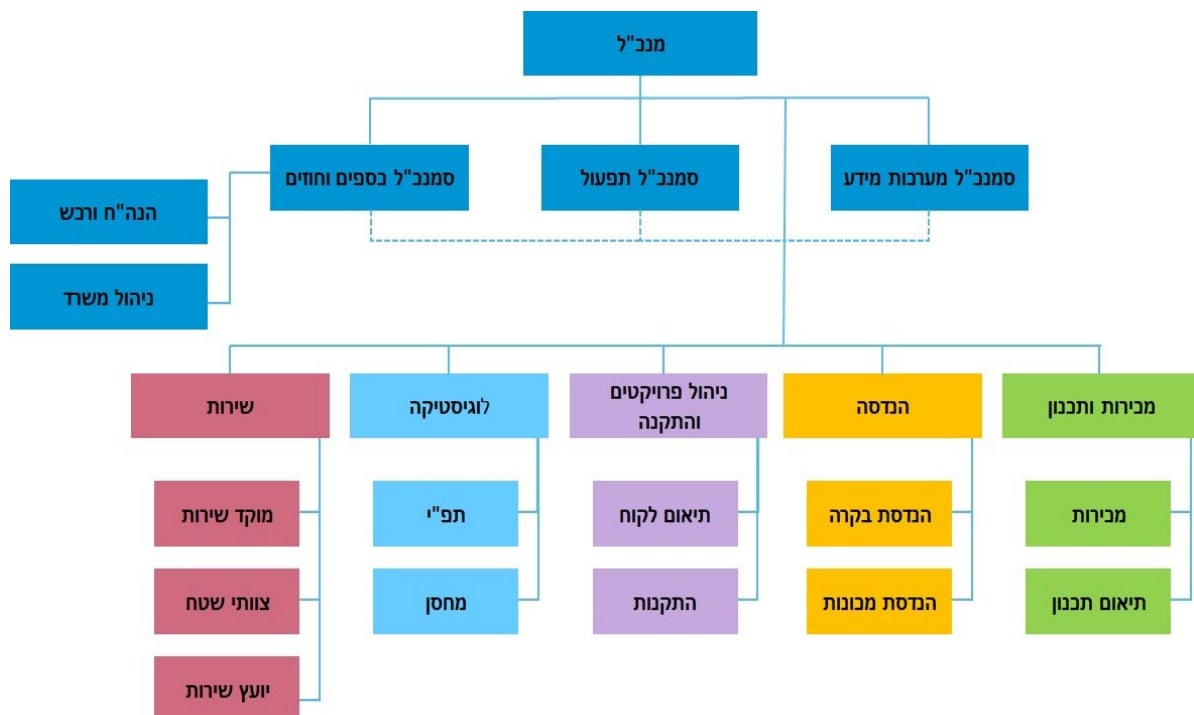 מנכ"ל
סמנכ"ל מערכות מידע
סמנכ"ל תפעול
סמנכ"ל כספים וחוזים
הנה"ח ורכש
ניהול משרד
מכירות ותכנון
הנדסה
ניהול פרויקטים
והתקנה
לוגיסטיקה
שירות
מכירות
הנדסת בקרה
תיאום לקוח
תפ"י
מוקד שירות
תיאום תכנון
הנדסת מכונות
התקנות
מחסן
צוותי שטח
יועץ שירות